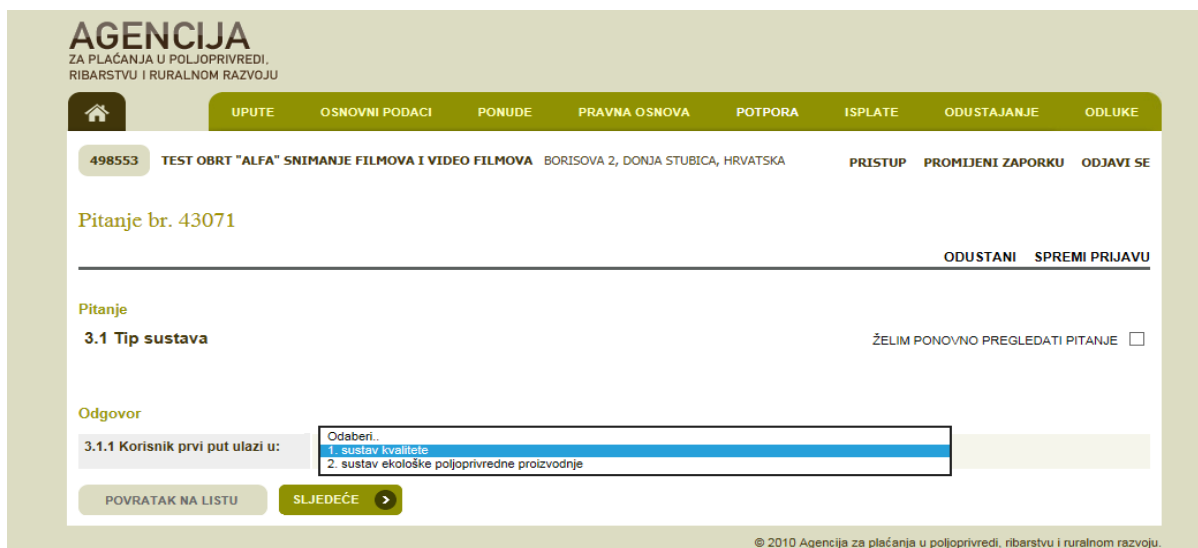 AGENCIJA
ZA PLAĆANJA U POLJOPRIVREDI,
RIBARSTVU I RURALNOM RAZVOJU
UPUTE OSNOVNI PODACI PONUDE PRAVNA OSNOVA POTPORA ISPLATE ODUSTAJANJE ODLUKE
498553 TEST OBRT "ALFA" SNIMANJE FILMOVA I VIDEO FILMOVA BORISOVA 2, DONJA STUBICA, HRVATSKA PRISTUP PROMIJENI ZAPORKU ODJAVI SE
Pitanje br. 43071
ODUSTANI SPREMI PRIJAVU
Pitanje
3.1 Tip sustava ŽELIM PONOVNO PREGLEDATI PITANJE
Odgovor
3.1.1 Korisnik prvi put ulazi u:
Odaberi..
1. sustav kvalitete
2. sustav ekološke poljoprivredne proizvodnje
POVRATAK NA LISTU SLJEDEĆE
© 2010 Agencija za plaćanja u poljoprivredi, ribarstvu i ruralnom razvoju.